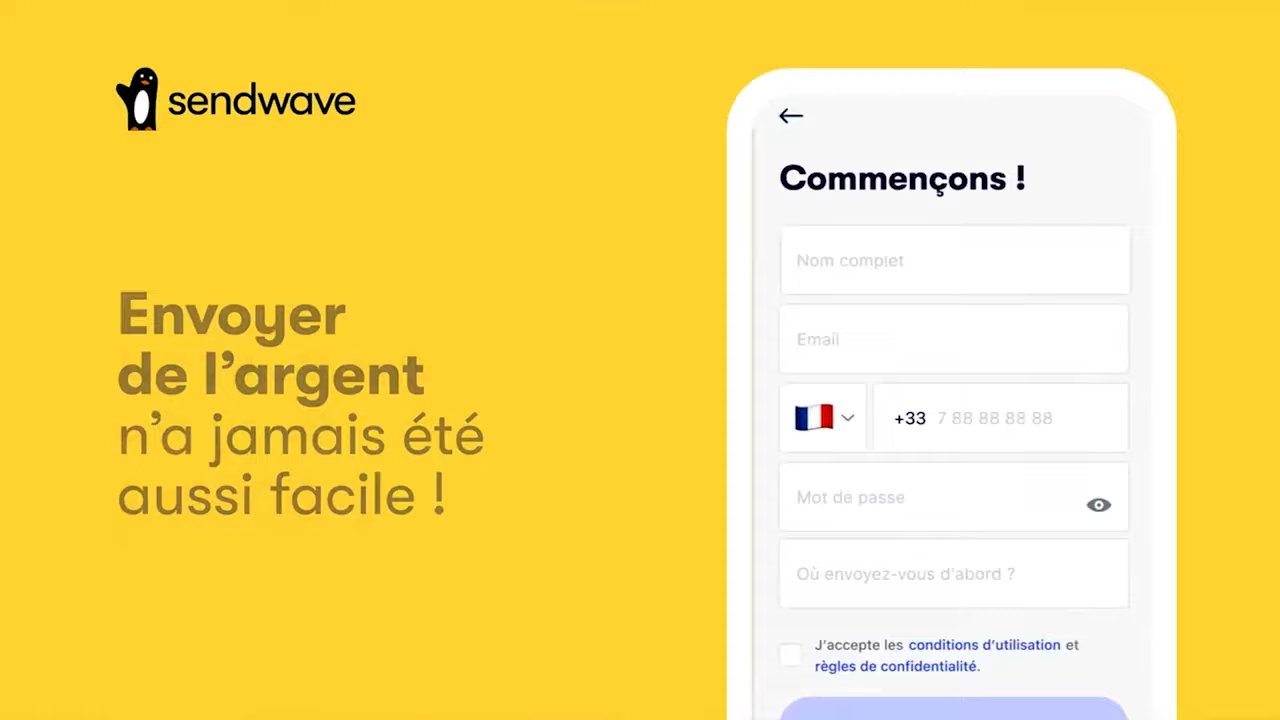 sendwave
Envoyer
de l’argent
n’a jamais été
aussi facile !
Commençons !
Nom complet
Email
+33 7 88 88 88 88
Mot de passe
Où envoyez-vous d'abord ?
J’accepte les conditions d’utilisation et
règles de confidentialité.